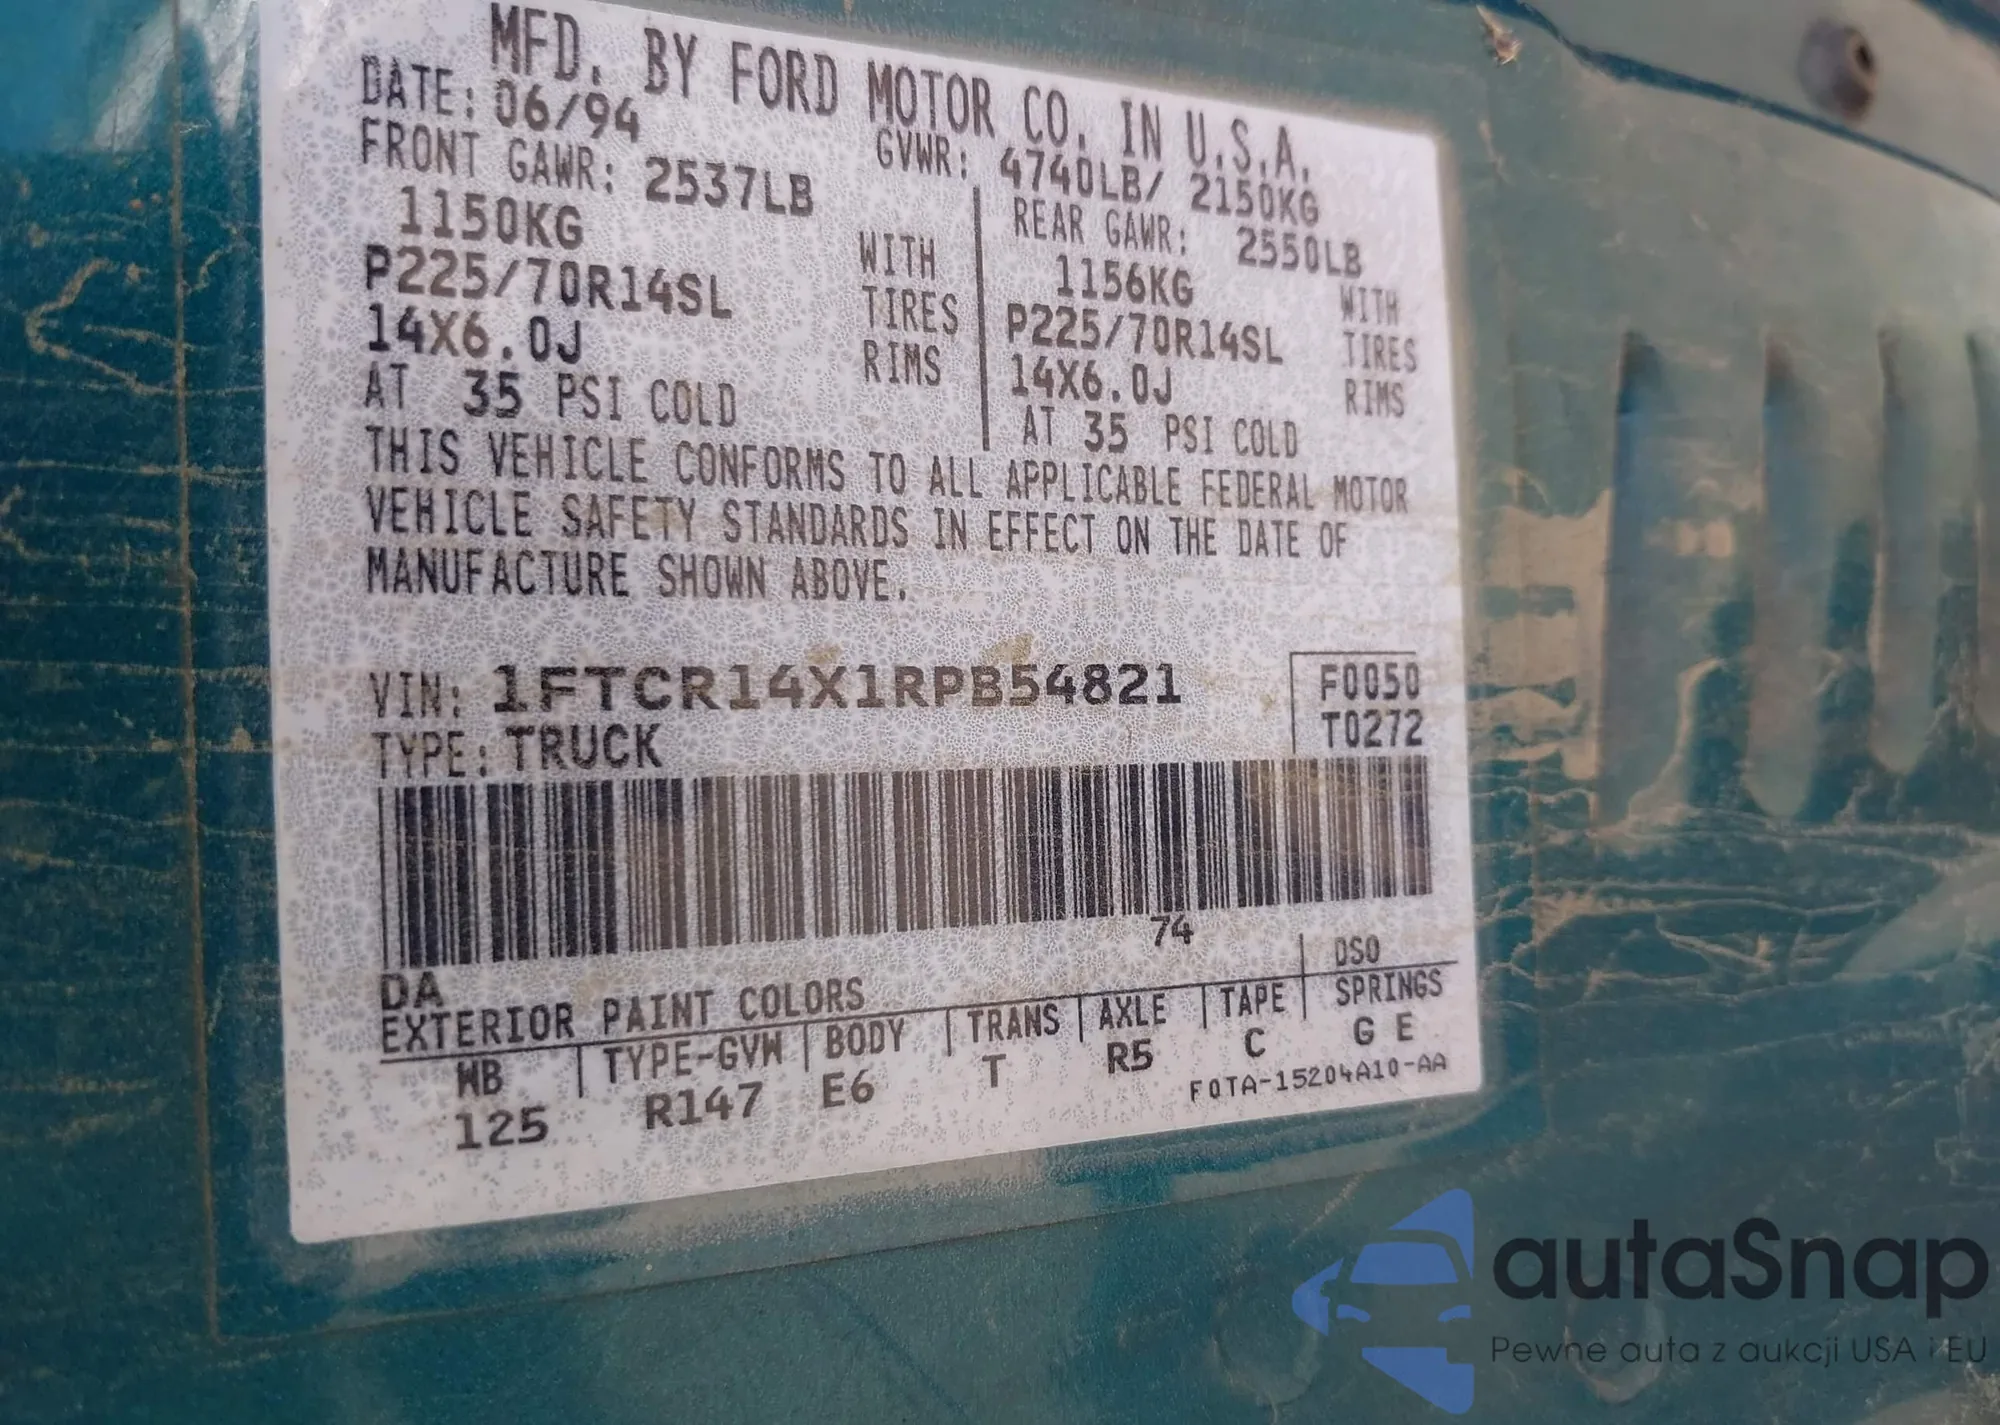 MFD. BY FORD MOTOR CO. IN U.S.A.
DATE: 06/94 GVWR: 4740LB/ 2150KG
FRONT GAWR: 2537LB REAR GAWR: 2550LB
1150KG WITH 1156KG WITH
P225/70R14SL TIRES P225/70R14SL TIRES
14X6.0J RIMS 14X6.0J RIMS
AT 35 PSI COLD AT 35 PSI COLD
THIS VEHICLE CONFORMS TO ALL APPLICABLE FEDERAL MOTOR
VEHICLE SAFETY STANDARDS IN EFFECT ON THE DATE OF
MANUFACTURE SHOWN ABOVE.
VIN: 1FTCR14X1RPB54821 F0050
TYPE: TRUCK T0272
74
DA DSO
EXTERIOR PAINT COLORS
WB TYPE-GVW BODY TRANS AXLE TAPE SPRINGS
125 R147 E6 T R5 C G E
F0TA-15204A10-AA
autaSnap
Pewne auta z aukcji USA i EU